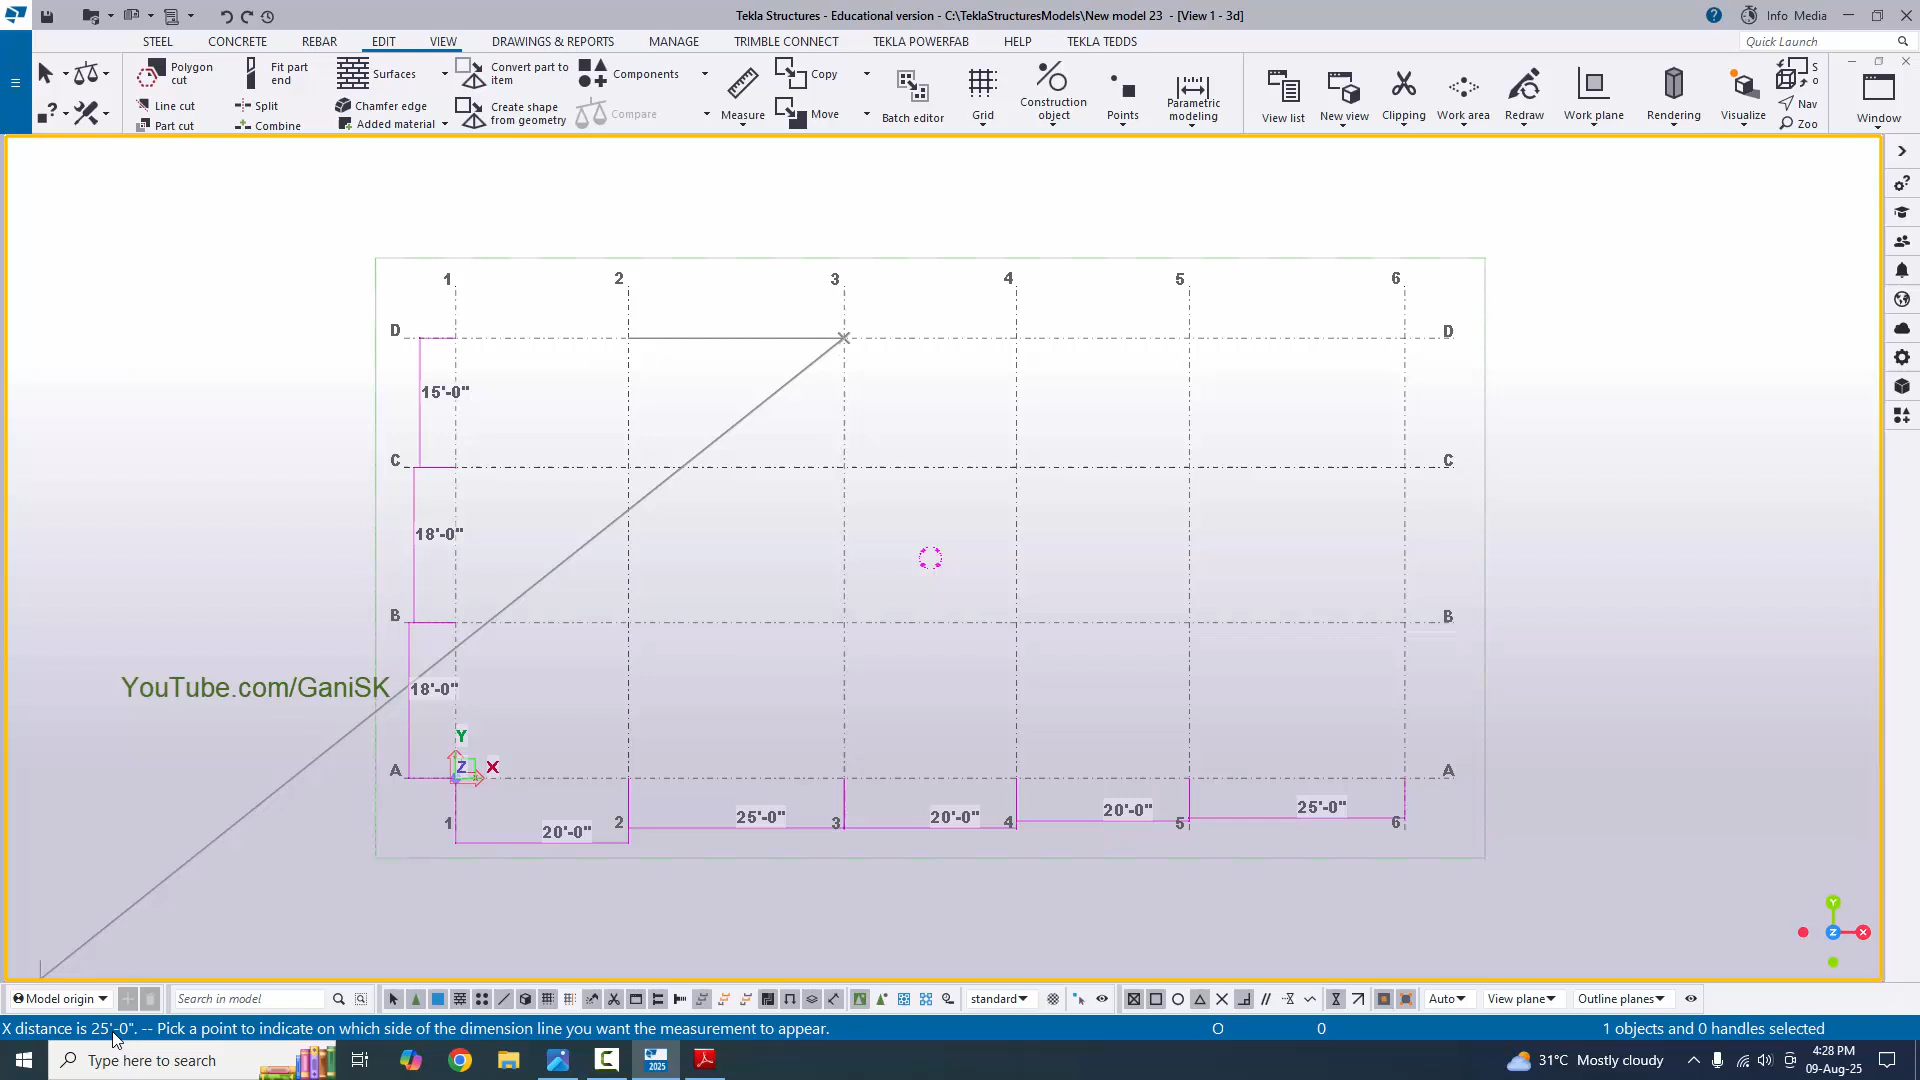 Tekla Structures - Educational version - C:\TeklaStructuresModels\New model 23 - [View 1 - 3d]
Info Media
STEEL CONCRETE REBAR EDIT VIEW DRAWINGS & REPORTS MANAGE TRIMBLE CONNECT TEKLA POWERFAB HELP TEKLA TEDDS
Quick Launch
Polygon cut
Line cut
Part cut
Fit part end
Split
Combine
Surfaces
Chamfer edge
Added material
Convert part to item
Create shape from geometry
Components
Compare
Measure
Copy
Move
Batch editor
Grid
Construction object
Points
Parametric modeling
View list
New view
Clipping
Work area
Redraw
Work plane
Rendering
Visualize
Nav
Zoo
Window
1 2 3 4 5 6
D D
15'-0"
C C
18'-0"
B B
YouTube.com/GaniSK
18'-0"
Y
Z X
A A
1 2 3 4 5 6
20'-0" 25'-0" 20'-0" 20'-0" 25'-0"
Y
Z X
Model origin
Search in model
standard
Auto
View plane
Outline planes
X distance is 25'-0". -- Pick a point to indicate on which side of the dimension line you want the measurement to appear.
O 0
1 objects and 0 handles selected
Type here to search
2025
31°C Mostly cloudy
4:28 PM
09-Aug-25